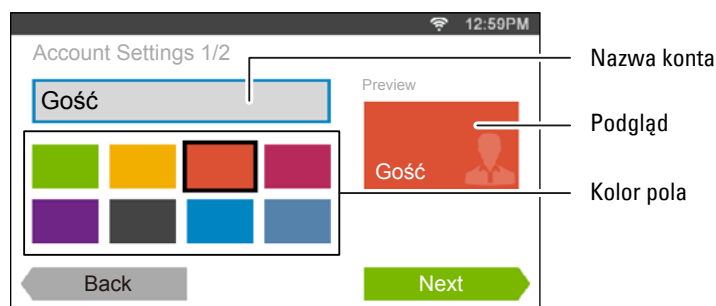 12:59PM
Account Settings 1/2
Nazwa konta
Gość
Preview
Podgląd
Gość
Kolor pola
Back
Next